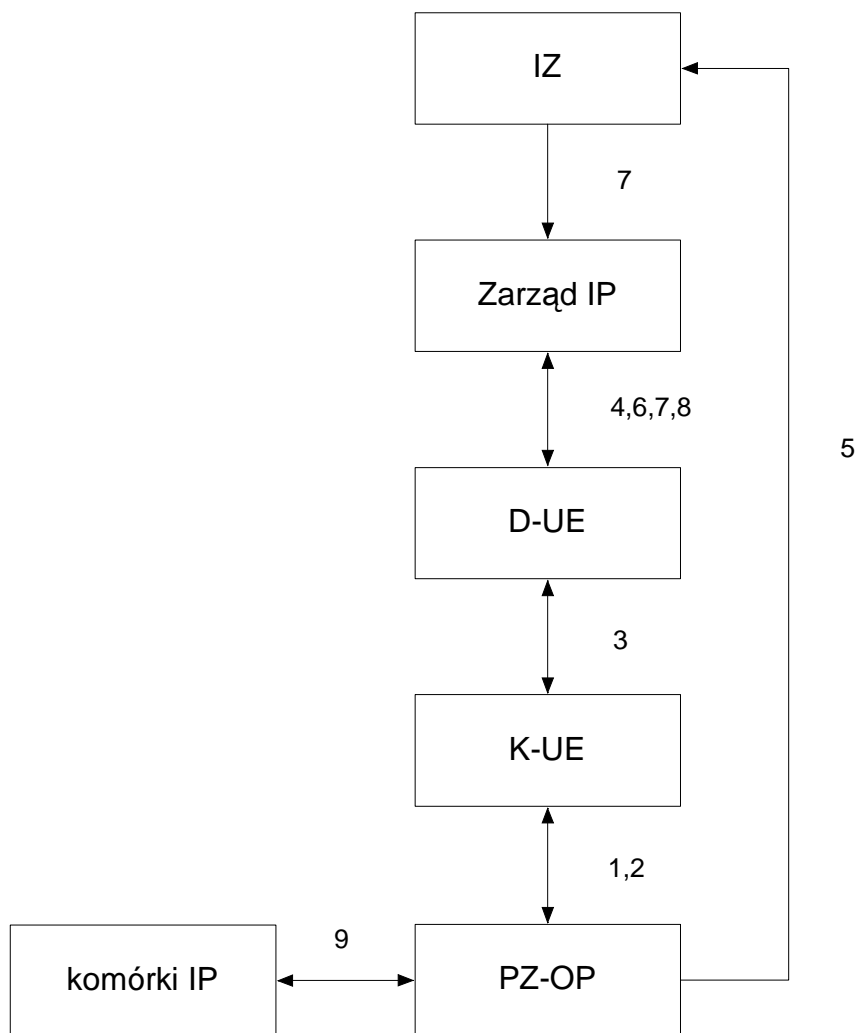 IZ
7
Zarząd IP
4,6,7,8
5
D-UE
3
K-UE
1,2
9
komórki IP
PZ-OP